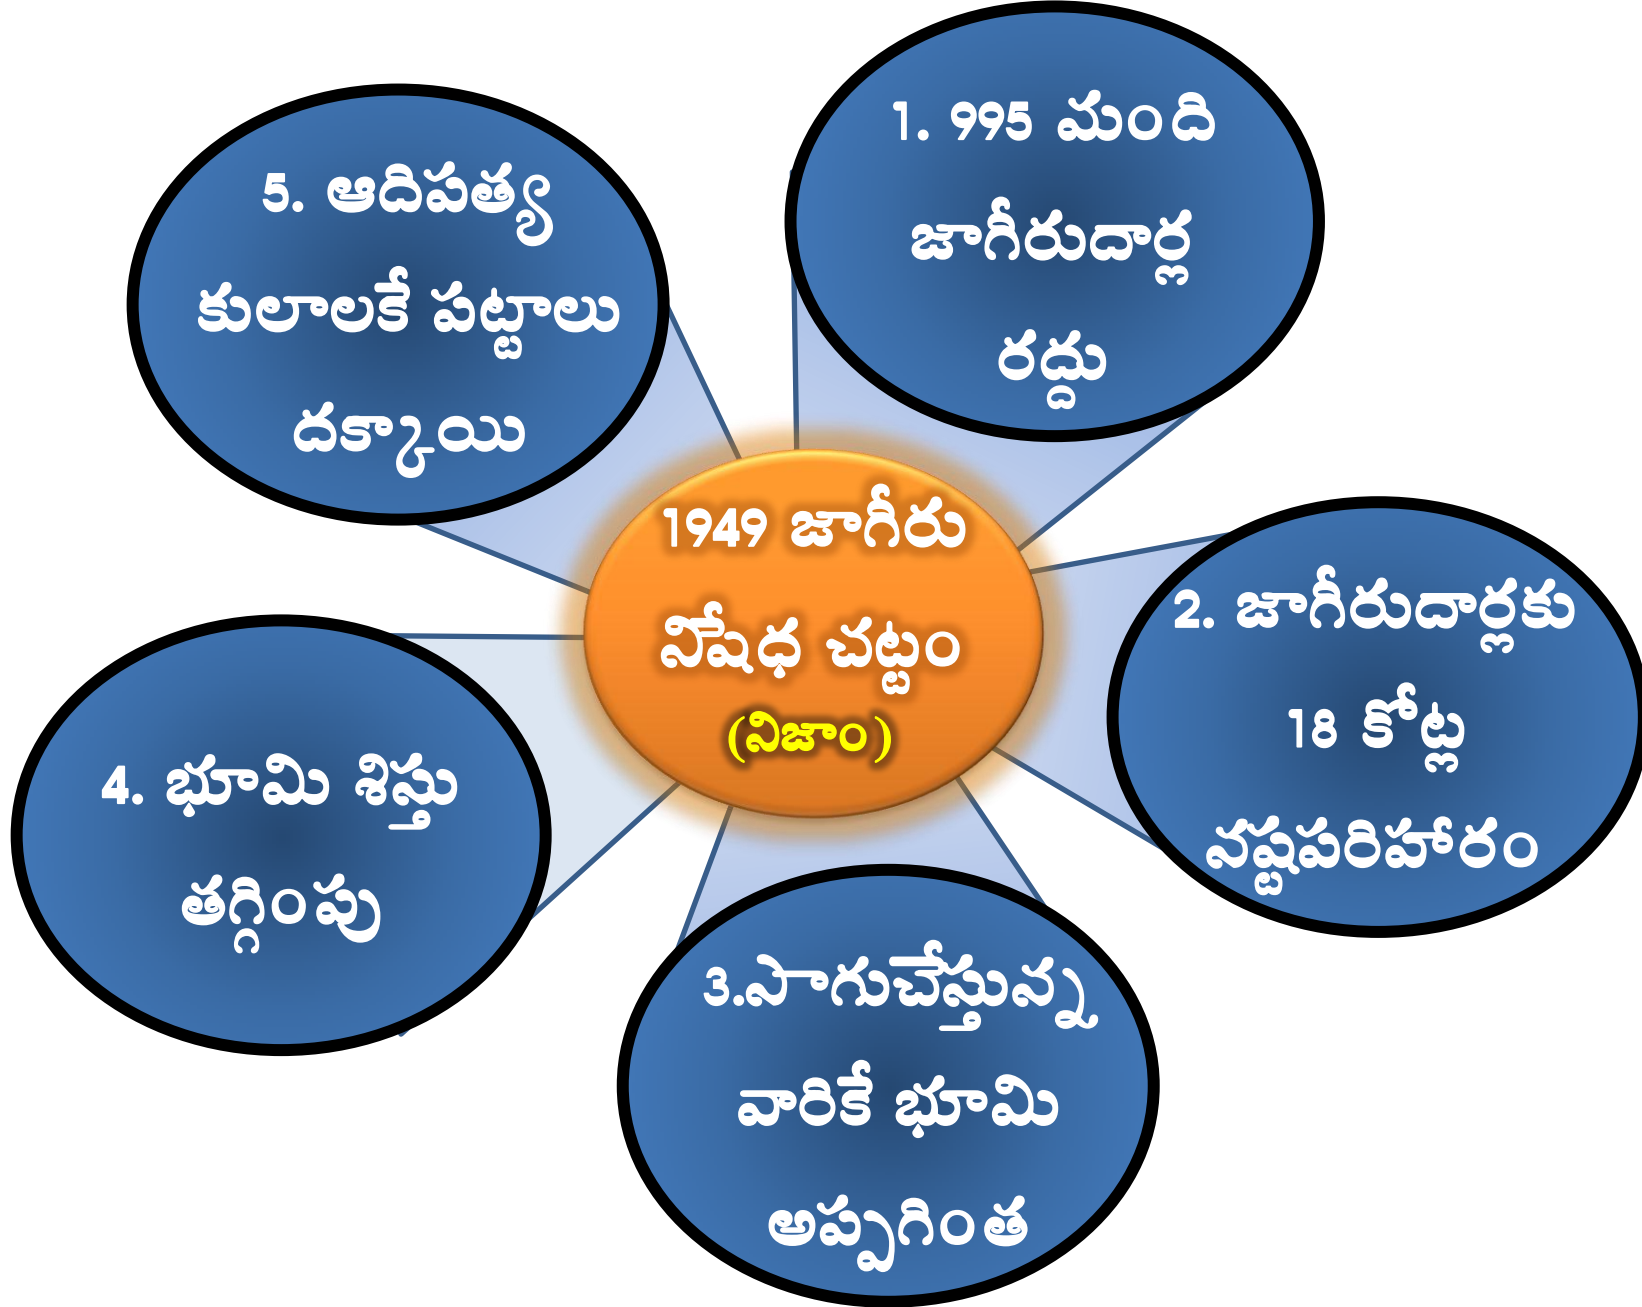 1949 జాగీరు
నిషేధ చట్టం
(నిజాం)
1. 995 మంది
జాగీరుదార్ల
రద్దు
2. జాగీరుదార్లకు
18 కోట్ల
నష్టపరిహారం
3.సాగుచేస్తున్న
వారికే భూమి
అప్పగింత
4. భూమి శిస్తు
తగ్గింపు
5. ఆదిపత్య
కులాలకే పట్టాలు
దక్కాయి